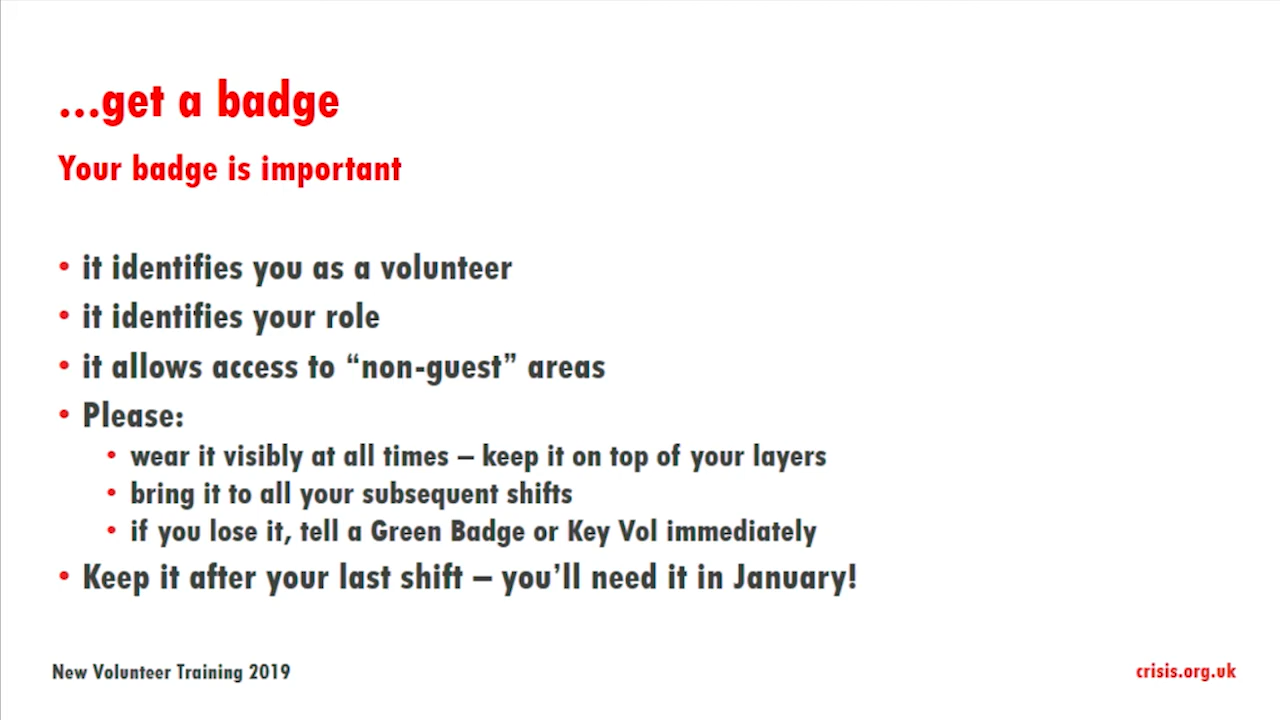 ...get a badge
Your badge is important
• it identifies you as a volunteer
• it identifies your role
• it allows access to “non-guest” areas
• Please:
• wear it visibly at all times – keep it on top of your layers
• bring it to all your subsequent shifts
• if you lose it, tell a Green Badge or Key Vol immediately
• Keep it after your last shift – you’ll need it in January!
New Volunteer Training 2019
crisis.org.uk